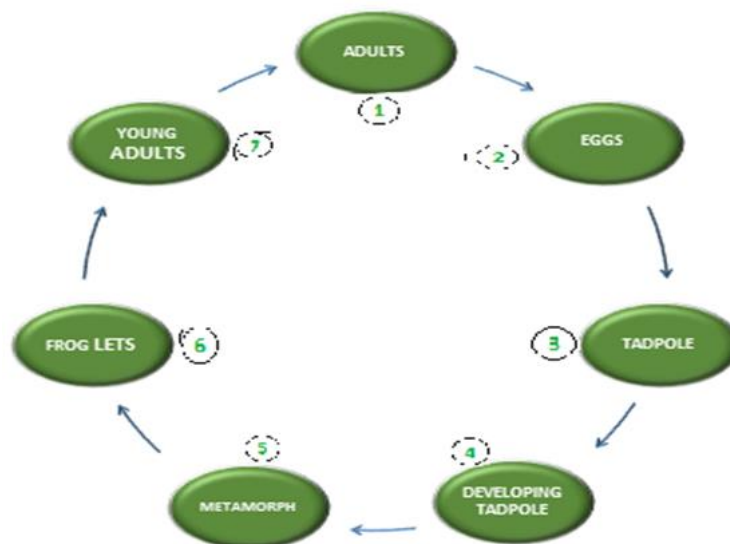 ADULTS
1
EGGS
2
TADPOLE
3
DEVELOPING
TADPOLE
4
METAMORPH
5
FROG LETS
6
YOUNG
ADULTS
7